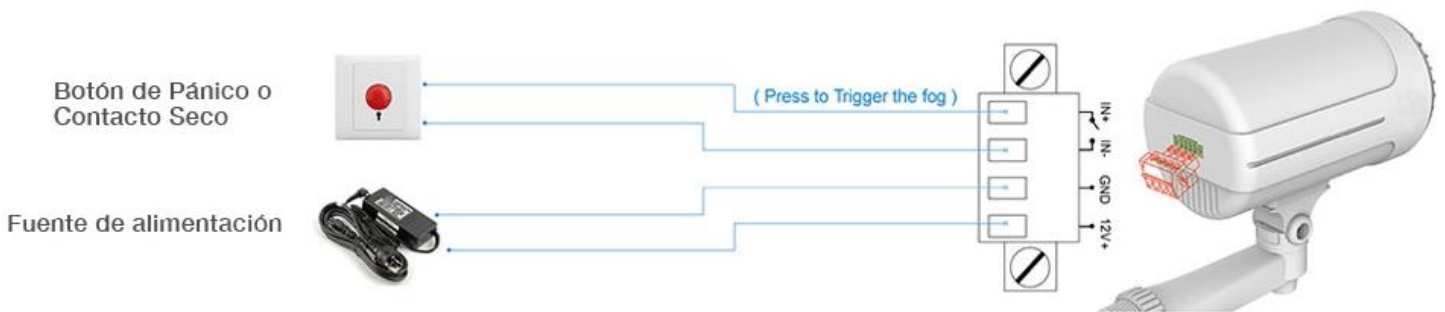 Botón de Pánico o
Contacto Seco
( Press to Trigger the fog )
IN+
IN-
GND
12V+
Fuente de alimentación